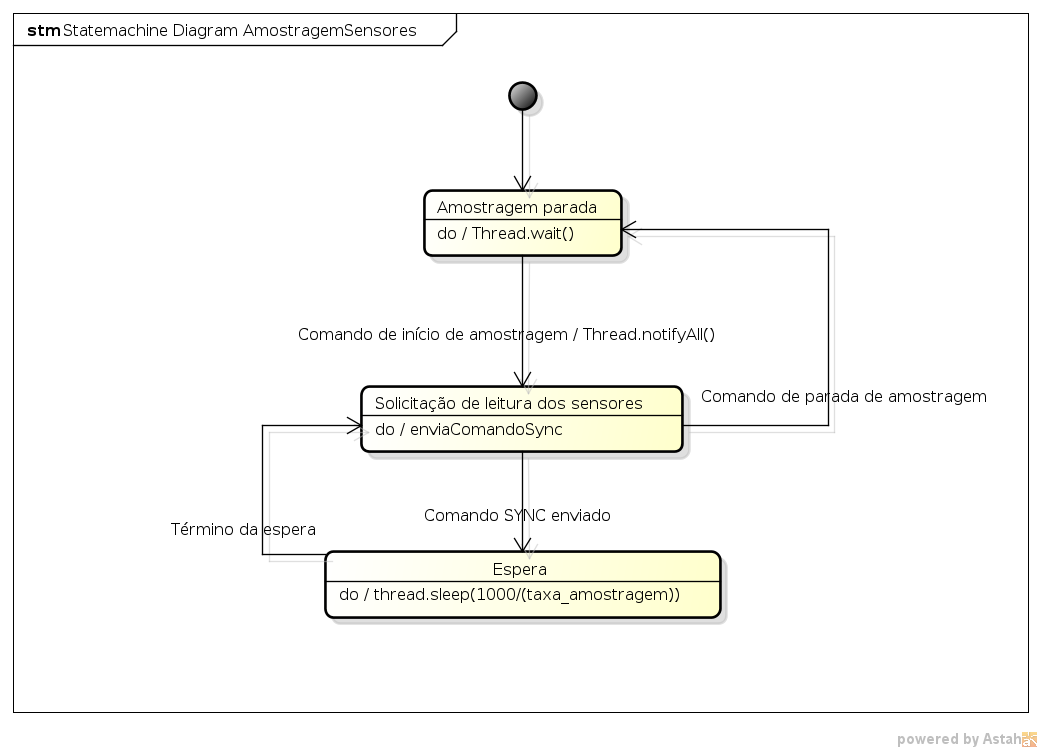 stm Statemachine Diagram AmostragemSensores
Amostragem parada
do / Thread.wait()
Comando de início de amostragem / Thread.notifyAll()
Solicitação de leitura dos sensores
do / enviaComandoSync
Comando de parada de amostragem
Comando SYNC enviado
Término da espera
Espera
do / thread.sleep(1000/(taxa_amostragem))
powered by Astah